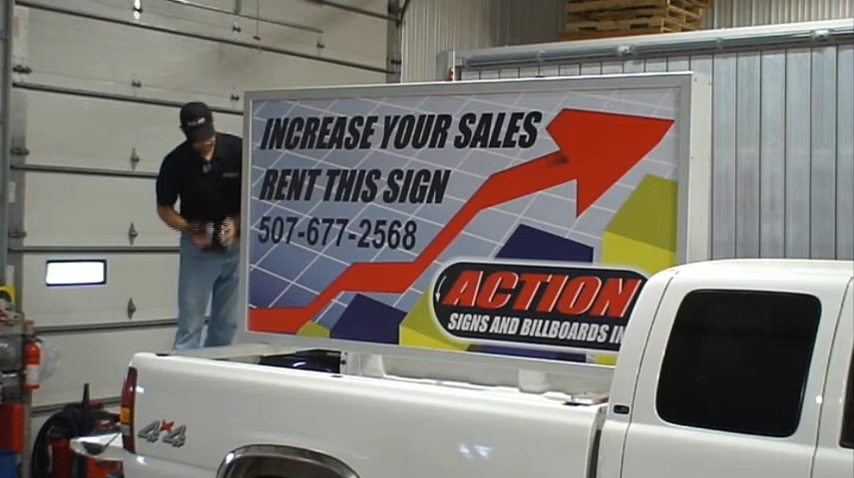 INCREASE YOUR SALES
RENT THIS SIGN
507-677-2568
ACTION
SIGNS AND BILLBOARDS
4x4